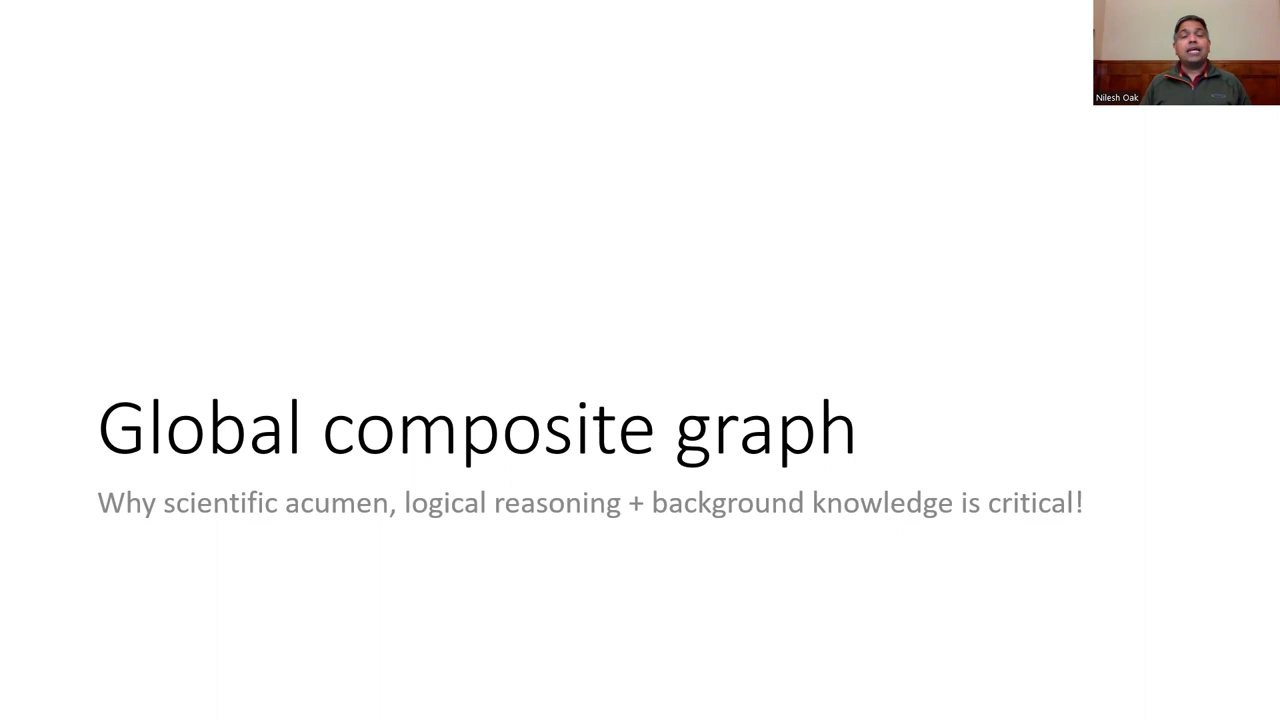 Nilesh Oak
Global composite graph
Why scientific acumen, logical reasoning + background knowledge is critical!